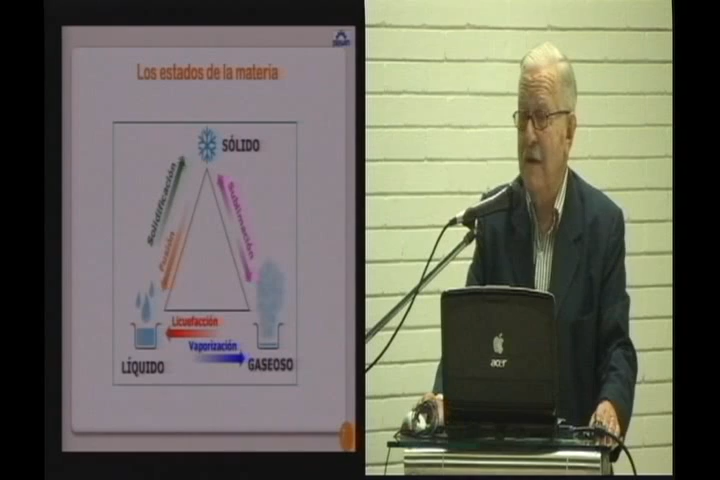 Los estados de la materia
SÓLIDO
Solidificación
Fusión
Sublimación
Licuefacción
Vaporización
LÍQUIDO
GASEOSO
acer